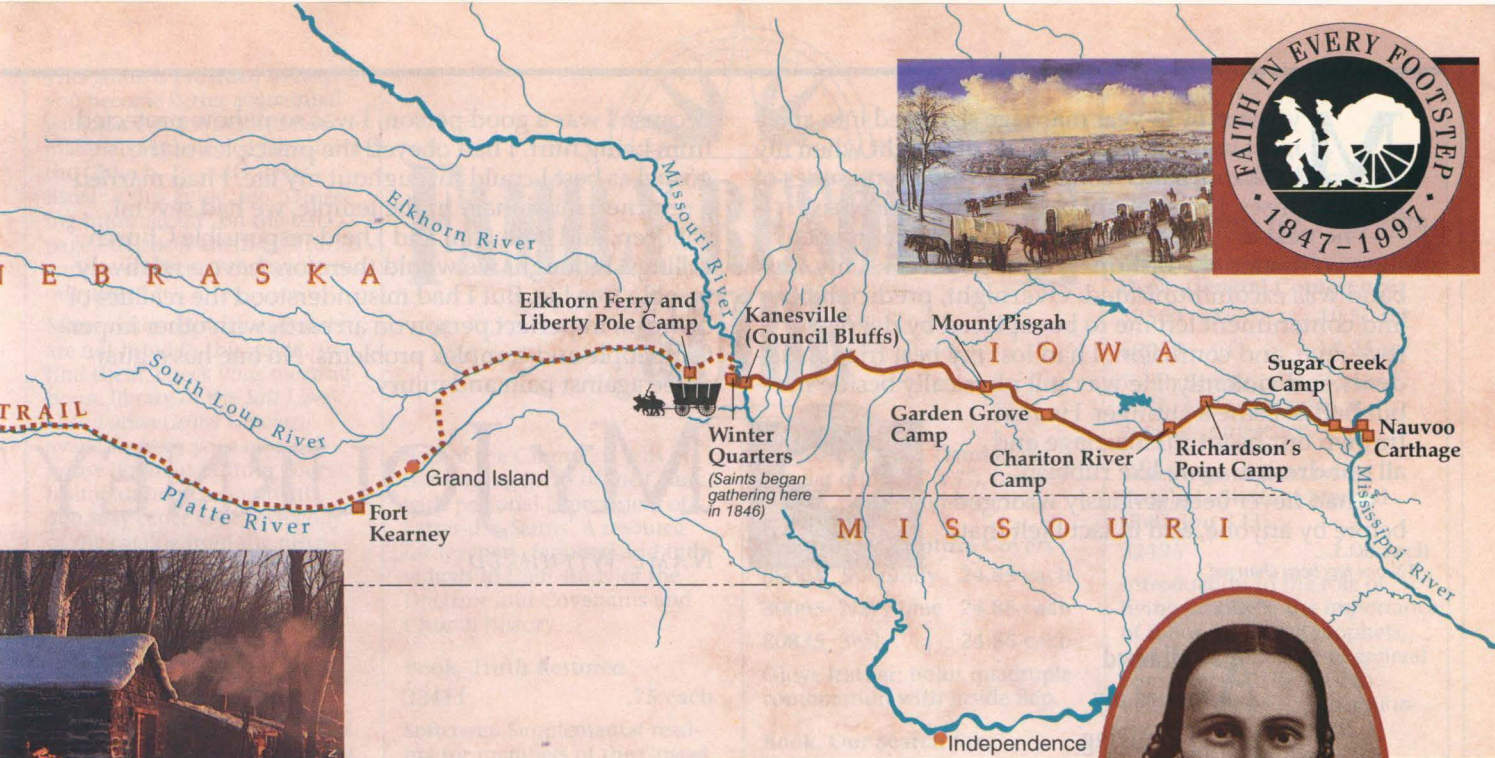 FAITH IN EVERY FOOTSTEP
• 1847–1997 •
Missouri River
Elkhorn River
EBRASKA
Elkhorn Ferry and
Liberty Pole Camp
Kanesville
(Council Bluffs)
Mount Pisgah
IOWA
Sugar Creek
Camp
South Loup River
TRAIL
Garden Grove
Camp
Nauvoo
Carthage
Winter
Quarters
(Saints began
gathering here
in 1846)
Chariton River
Camp
Richardson's
Point Camp
Grand Island
Platte River
Fort
Kearney
MISSOURI
Mississippi River
Independence